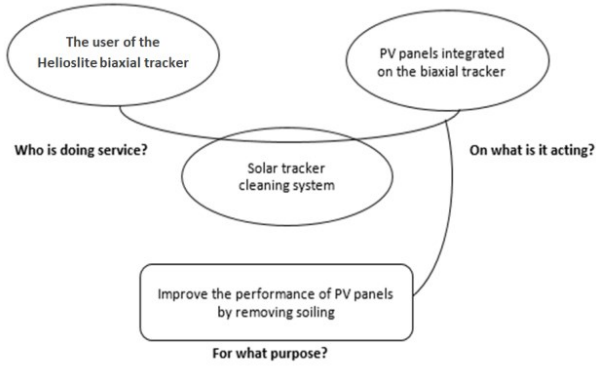 The user of the
Helioslite biaxial tracker
PV panels integrated
on the biaxial tracker
Who is doing service?
On what is it acting?
Solar tracker
cleaning system
Improve the performance of PV panels
by removing soiling
For what purpose?